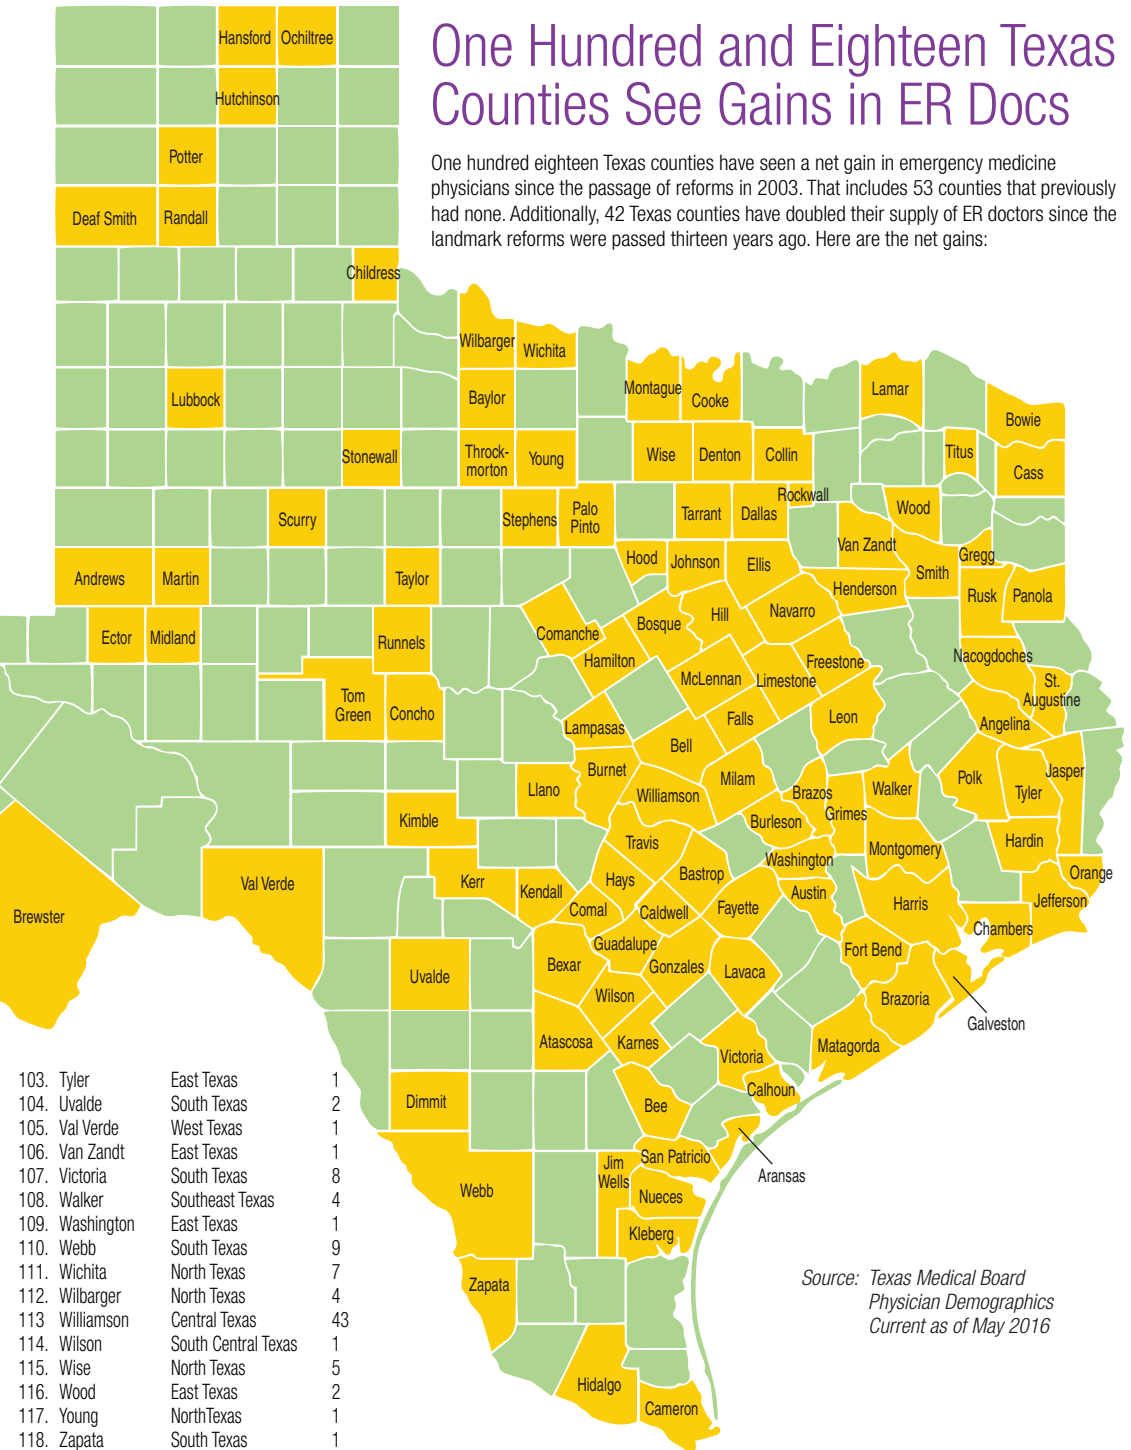 One Hundred and Eighteen Texas
Counties See Gains in ER Docs
One hundred eighteen Texas counties have seen a net gain in emergency medicine
physicians since the passage of reforms in 2003. That includes 53 counties that previously
had none. Additionally, 42 Texas counties have doubled their supply of ER doctors since the
landmark reforms were passed thirteen years ago. Here are the net gains:
Hansford Ochiltree
Hutchinson
Potter
Deaf Smith Randall
Childress
Wilbarger Wichita
Montague Cooke Lamar
Lubbock Baylor
Bowie
Stonewall Throck-
morton Young Wise Denton Collin Titus Cass
Rockwall
Scurry Stephens Palo
Pinto Tarrant Dallas Wood
Van Zandt
Andrews Martin Taylor Hood Johnson Ellis Smith Gregg
Henderson Rusk Panola
Ector Midland Runnels Comanche Bosque Hill Navarro
Hamilton McLennan Limestone Freestone Nacogdoches
Tom
Green Concho Lampasas Falls Leon St.
Augustine
Angelina
Bell
Burnet Milam Polk Jasper
Llano Williamson Brazos Walker Tyler
Grimes
Kimble Travis Burleson Hardin
Montgomery
Washington
Val Verde Kerr Kendall Hays Bastrop Austin Orange
Brewster Comal Caldwell Fayette Harris Jefferson
Chambers
Guadalupe Fort Bend
Uvalde Bexar Gonzales Lavaca
Wilson Brazoria
Galveston
Atascosa Karnes Victoria Matagorda
Dimmit Bee Calhoun
San Patricio Aransas
Webb Jim
Wells Nueces
Kleberg
Zapata
Hidalgo
Cameron
103. Tyler East Texas 1
104. Uvalde South Texas 2
105. Val Verde West Texas 1
106. Van Zandt East Texas 1
107. Victoria South Texas 8
108. Walker Southeast Texas 4
109. Washington East Texas 1
110. Webb South Texas 9
111. Wichita North Texas 7
112. Wilbarger North Texas 4
113 Williamson Central Texas 43
114. Wilson South Central Texas 1
115. Wise North Texas 5
116. Wood East Texas 2
117. Young NorthTexas 1
118. Zapata South Texas 1
Source: Texas Medical Board
Physician Demographics
Current as of May 2016